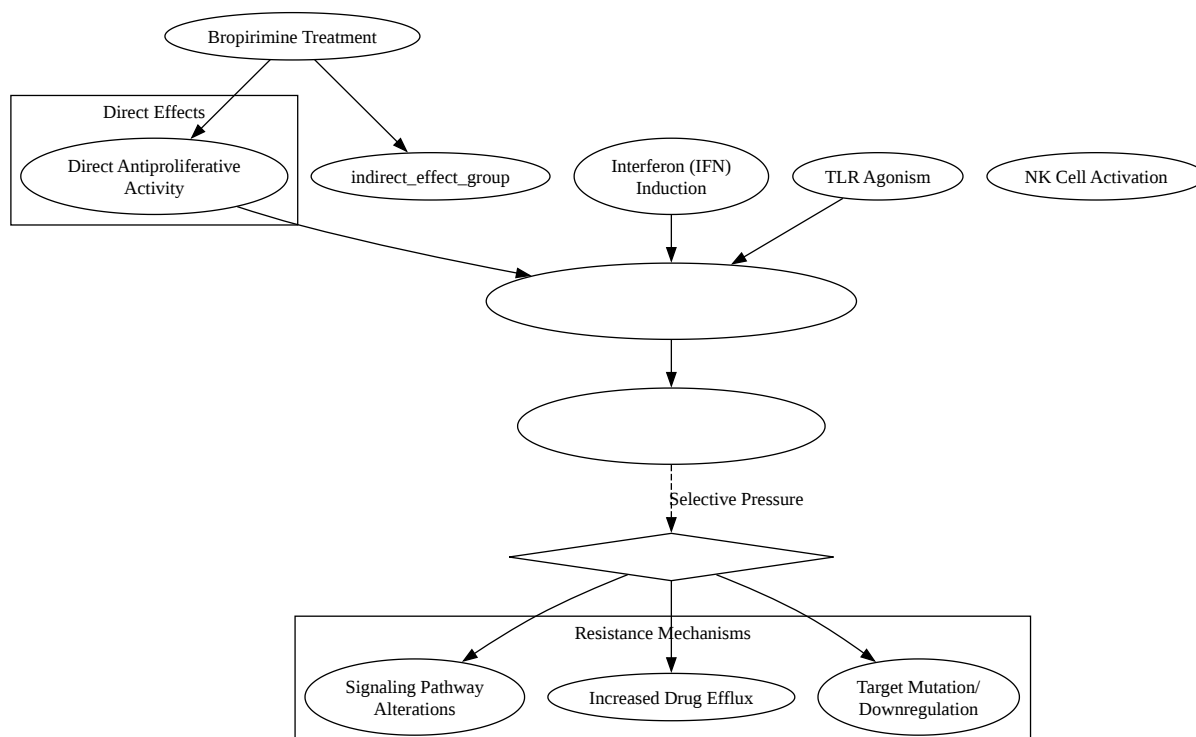 Bropirimine Treatment
Direct Effects
Direct Antiproliferative
Activity
indirect_effect_group
Interferon (IFN)
Induction
TLR Agonism
NK Cell Activation
Selective Pressure
Resistance Mechanisms
Signaling Pathway
Alterations
Increased Drug Efflux
Target Mutation/
Downregulation